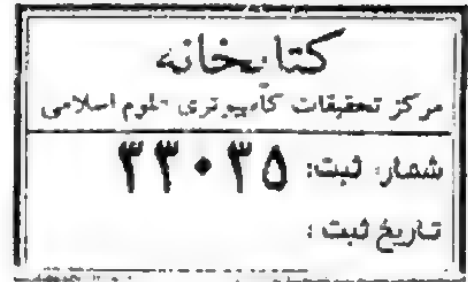 کتابخانه
مرکز تحقیقات کامپیوتری علوم اسلامی
شماره ثبت: ۳۳۰۳۵
تاریخ ثبت :